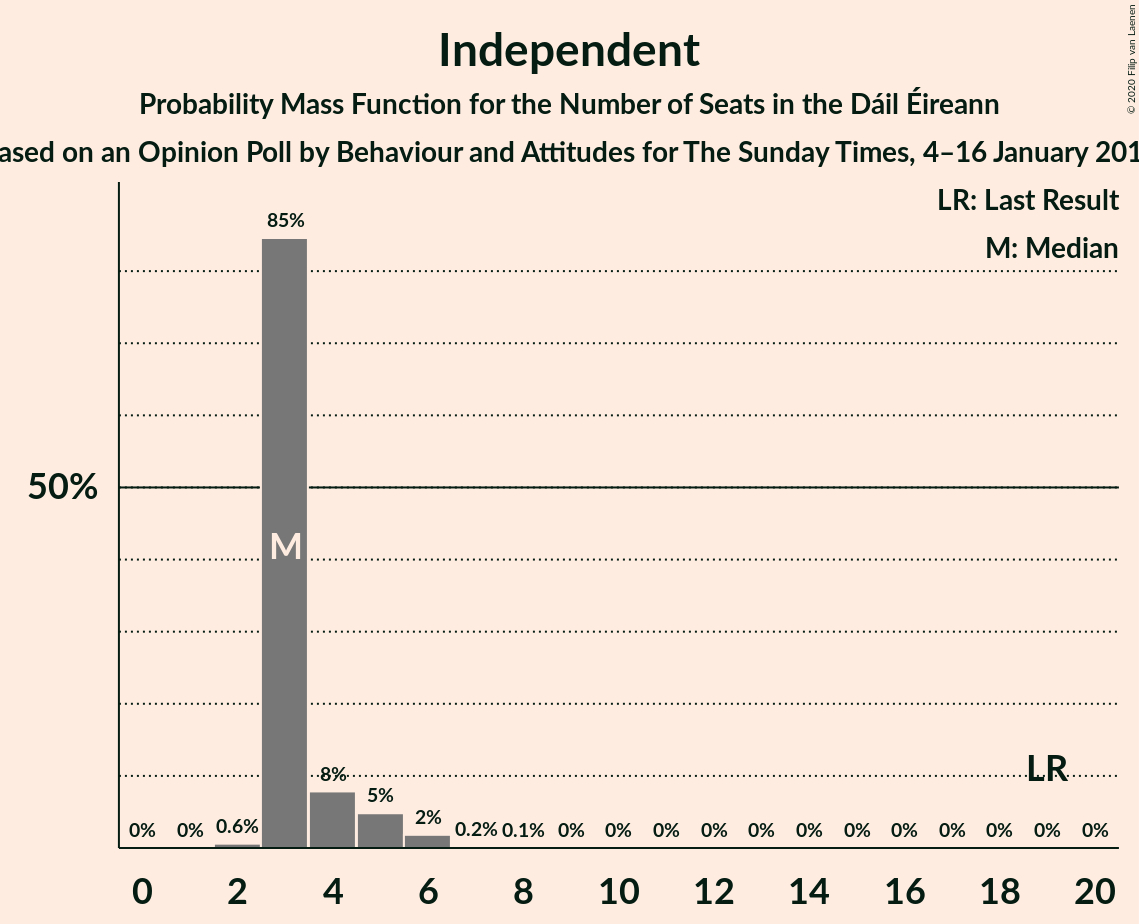 Independent
Probability Mass Function for the Number of Seats in the Dáil Éireann
ased on an Opinion Poll by Behaviour and Attitudes for The Sunday Times, 4–16 January 201
© 2020 Filip van Laenen
LR: Last Result
M: Median
85%
50%
M
LR
8%
5%
0% 0% 0.6% 2% 0.2% 0.1% 0% 0% 0% 0% 0% 0% 0% 0% 0% 0% 0% 0%
0 2 4 6 8 10 12 14 16 18 20